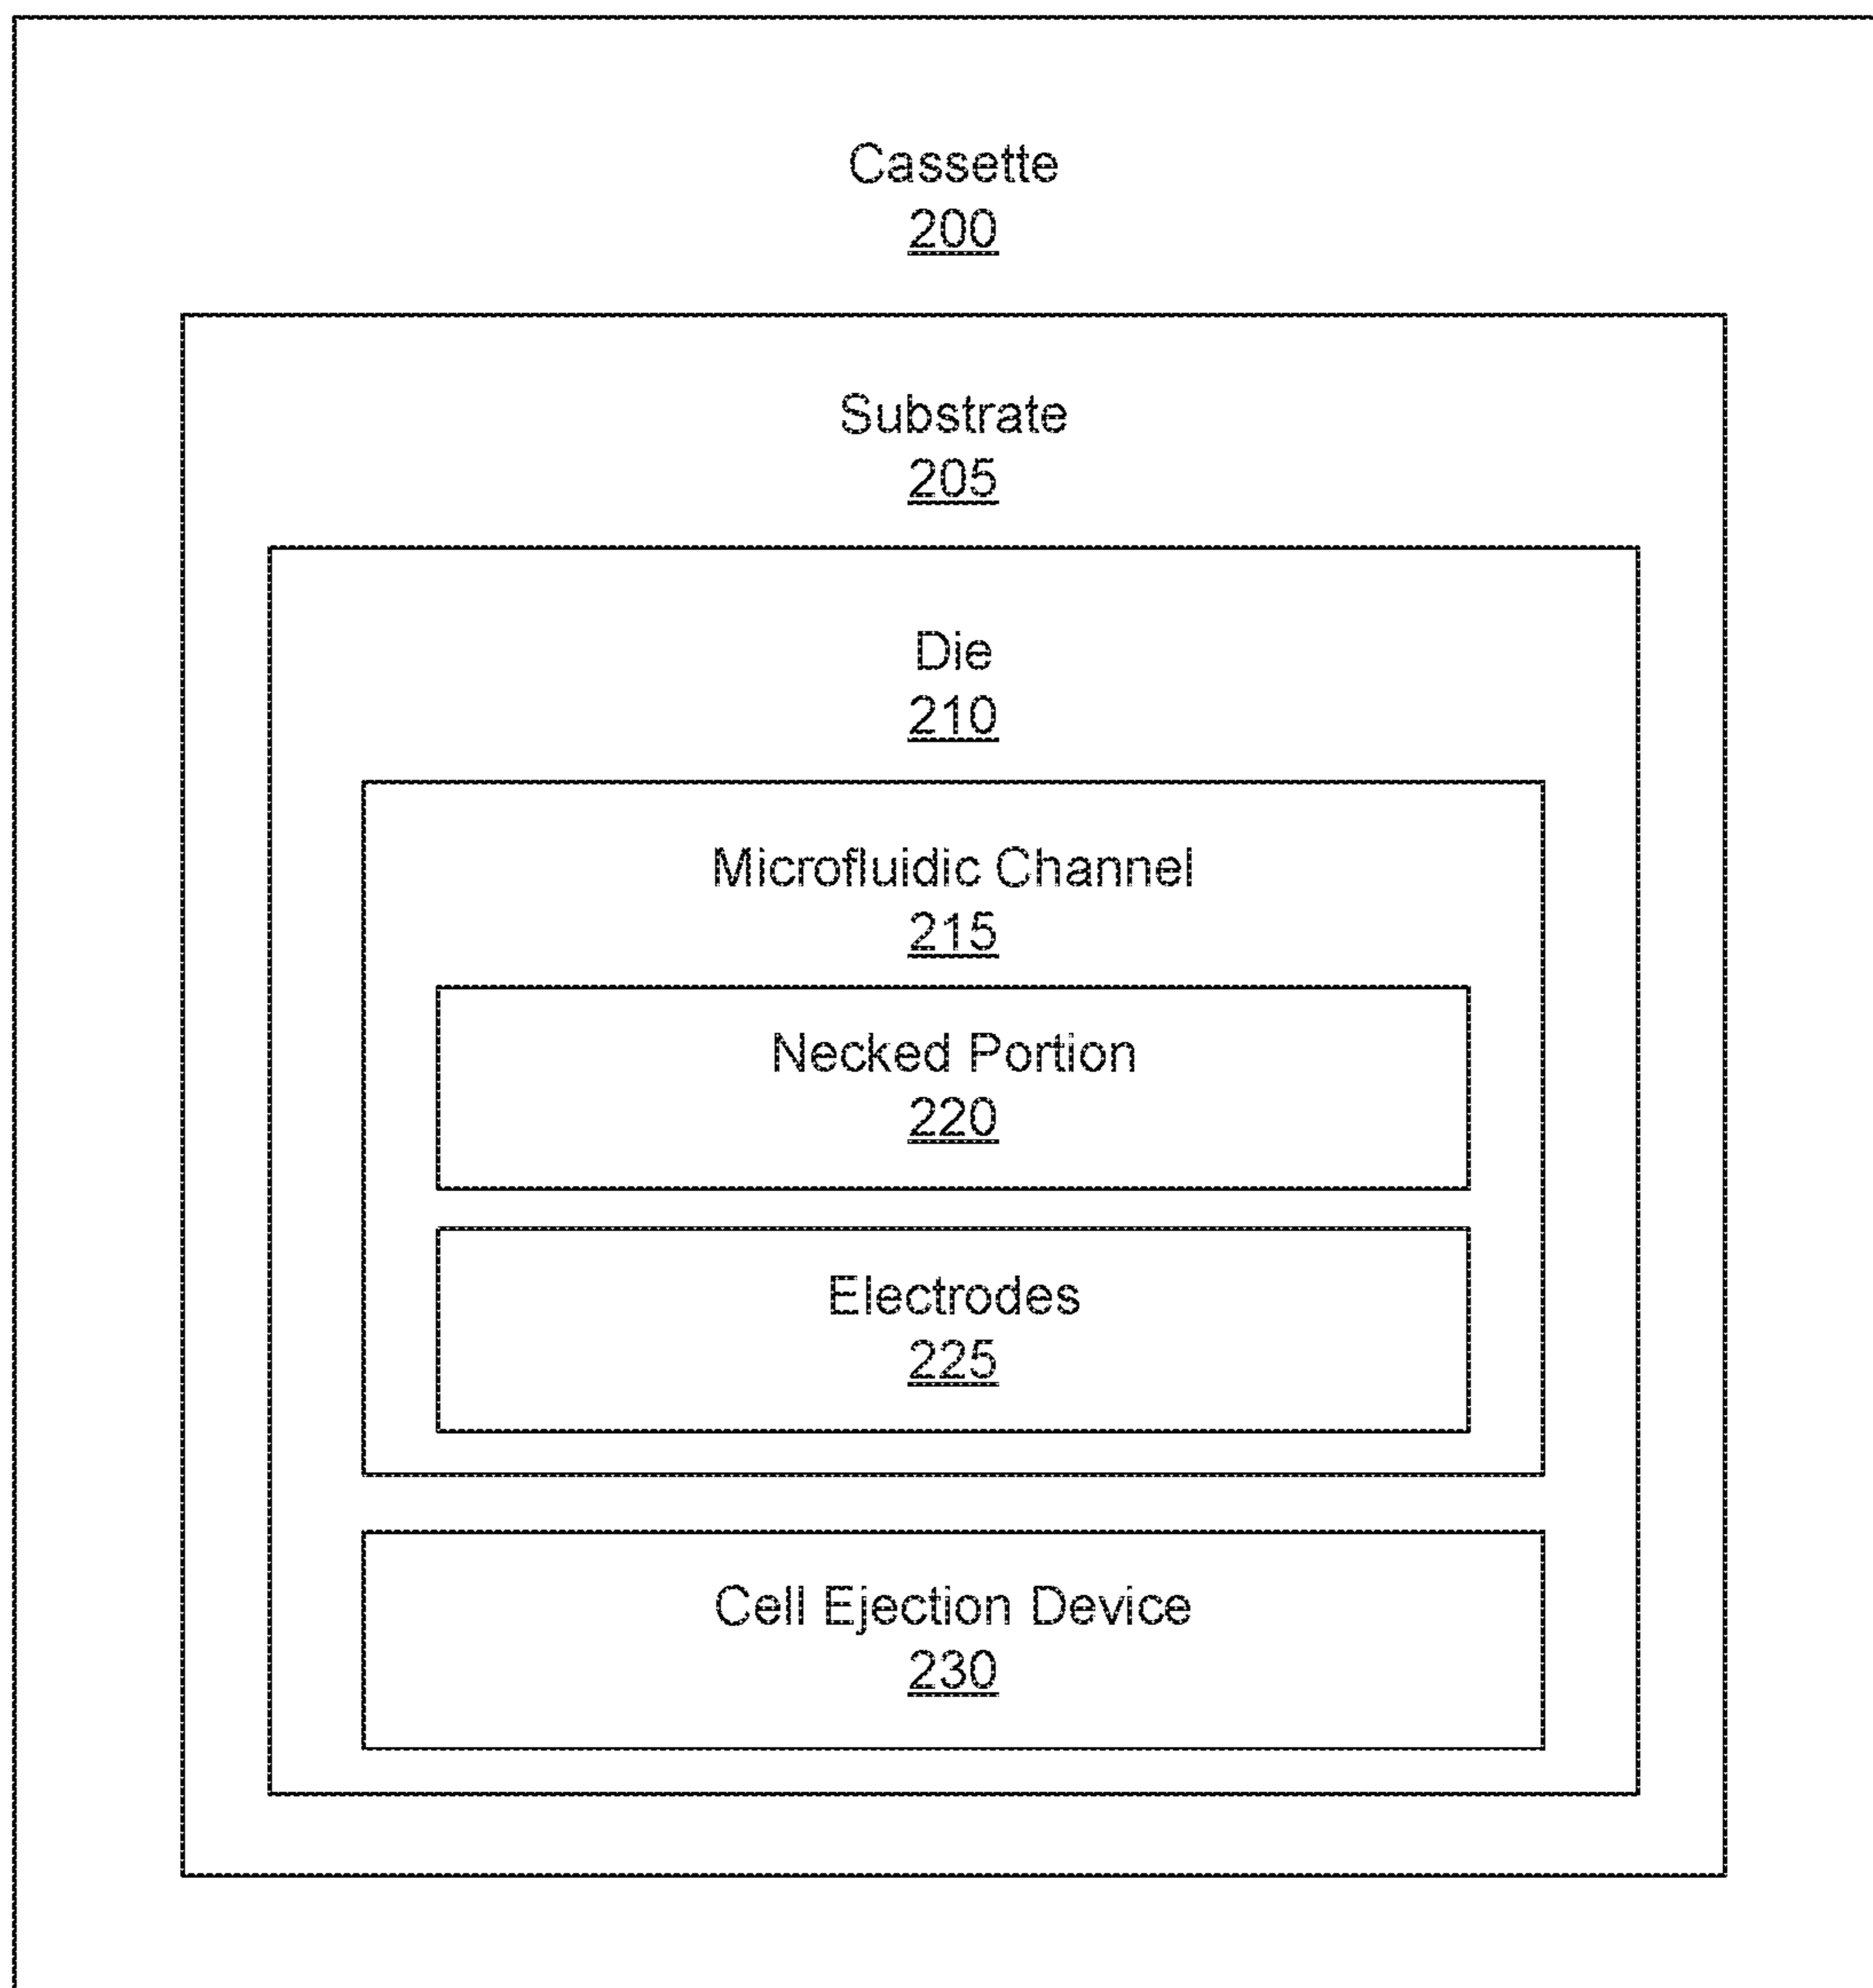 Cassette
200
Substrate
205
Die
210
Microfluidic Channel
215
Necked Portion
220
Electrodes
225
Cell Ejection Device
230